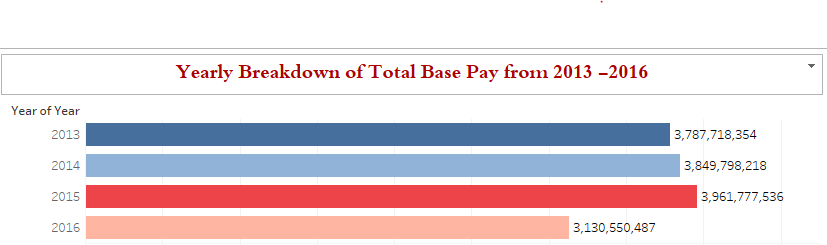 Yearly Breakdown of Total Base Pay from 2013 –2016
Year of Year
2013 3,787,718,354
2014 3,849,798,218
2015 3,961,777,536
2016 3,130,550,487